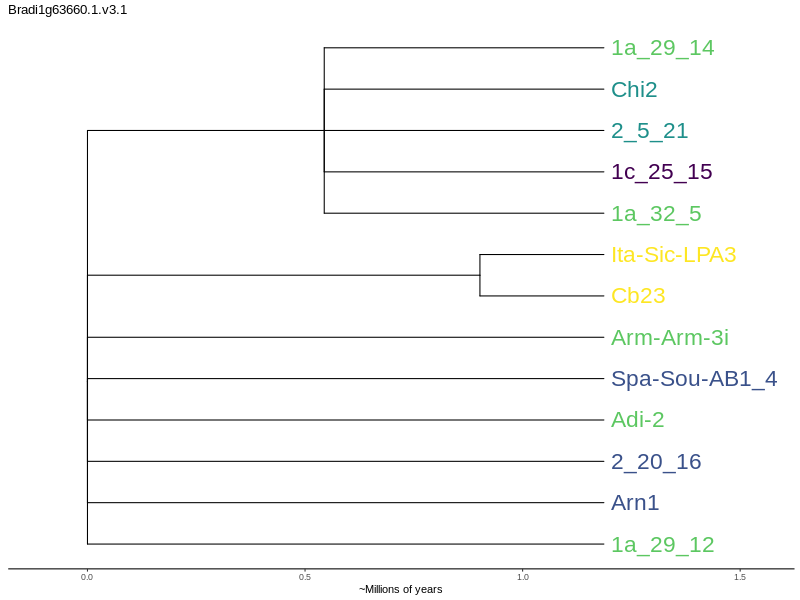 Bradi1g63660.1.v3.1
1a_29_14
Chi2
2_5_21
1c_25_15
1a_32_5
Ita-Sic-LPA3
Cb23
Arm-Arm-3i
Spa-Sou-AB1_4
Adi-2
2_20_16
Arn1
1a_29_12
0.0 0.5 1.0 1.5
~Millions of years